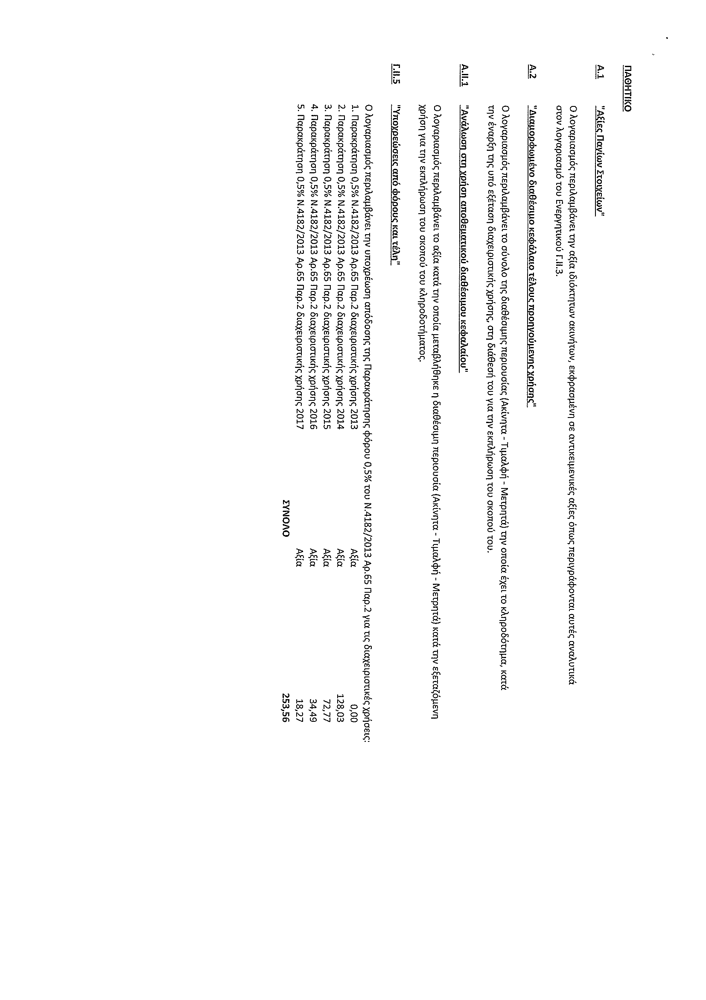 ΠΑΘΗΤΙΚΟ
Α.1 "Αξίες Παγίων Στοιχείων"
Ο λογαριασμός περιλαμβάνει την αξία ιδιόκτητων ακινήτων, εκφρασμένη σε αντικειμενικές αξίες όπως περιγράφονται αυτές αναλυτικά
στον λογαριασμό του Ενεργητικού Γ.ΙΙ.3.
Α.2 "Διαμορφωμένο διαθέσιμο κεφάλαιο τέλους προηγούμενης χρήσης"
Ο λογαριασμός περιλαμβάνει το σύνολο της διαθέσιμης περιουσίας (Ακίνητα - Τιμαλφή - Μετρητά) την οποία έχει το κληροδότημα, κατά
την έναρξη της υπό εξέταση διαχειριστικής χρήσης, στη διάθεσή του για την εκπλήρωση του σκοπού του.
Α.ΙΙ.1 "Ανάλωση στη χρήση αποθεματικού διαθέσιμου κεφαλαίου"
Ο λογαριασμός περιλαμβάνει το αξία κατά την οποία μεταβλήθηκε η διαθέσιμη περιουσία (Ακίνητα - Τιμαλφή - Μετρητά) κατά την εξεταζόμενη
χρήση για την εκπλήρωση του σκοπού του κληροδοτήματος.
Γ.ΙΙ.5 "Υποχρεώσεις από φόρους και τέλη"
Ο λογαριασμός περιλαμβάνει την υποχρέωση απόδοσης της Παρακράτησης φόρου 0,5% του Ν.4182/2013 Αρ.65 Παρ.2 για τις διαχειριστικές χρήσεις:
1. Παρακράτηση 0,5% Ν.4182/2013 Αρ.65 Παρ.2 διαχειριστικής χρήσης 2013 Αξία 0,00
2. Παρακράτηση 0,5% Ν.4182/2013 Αρ.65 Παρ.2 διαχειριστικής χρήσης 2014 Αξία 128,03
3. Παρακράτηση 0,5% Ν.4182/2013 Αρ.65 Παρ.2 διαχειριστικής χρήσης 2015 Αξία 72,77
4. Παρακράτηση 0,5% Ν.4182/2013 Αρ.65 Παρ.2 διαχειριστικής χρήσης 2016 Αξία 34,49
5. Παρακράτηση 0,5% Ν.4182/2013 Αρ.65 Παρ.2 διαχειριστικής χρήσης 2017 Αξία 18,27
ΣΥΝΟΛΟ 253,56